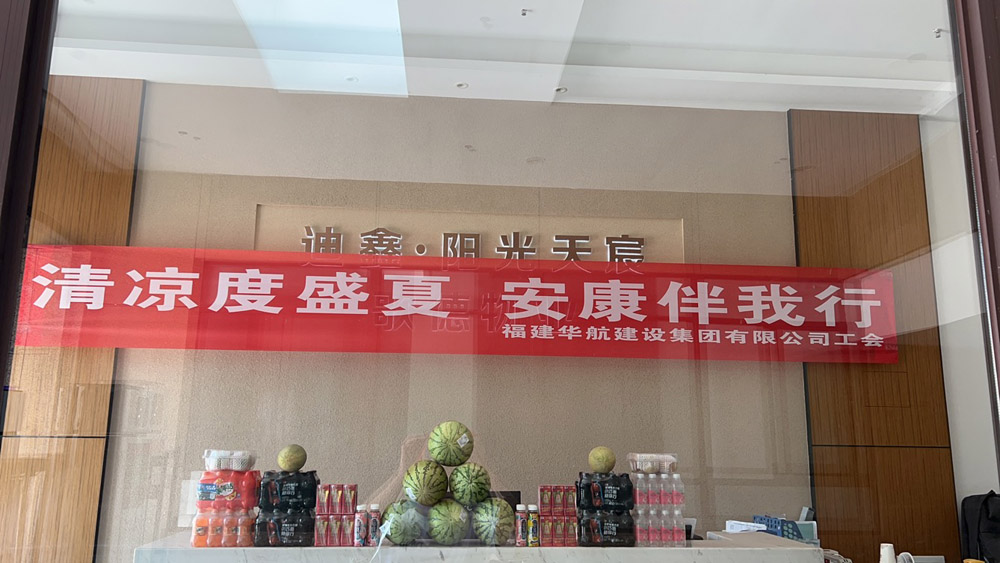 迪鑫·阳光天宸
清凉度盛夏 安康伴我行
福建华航建设集团有限公司工会